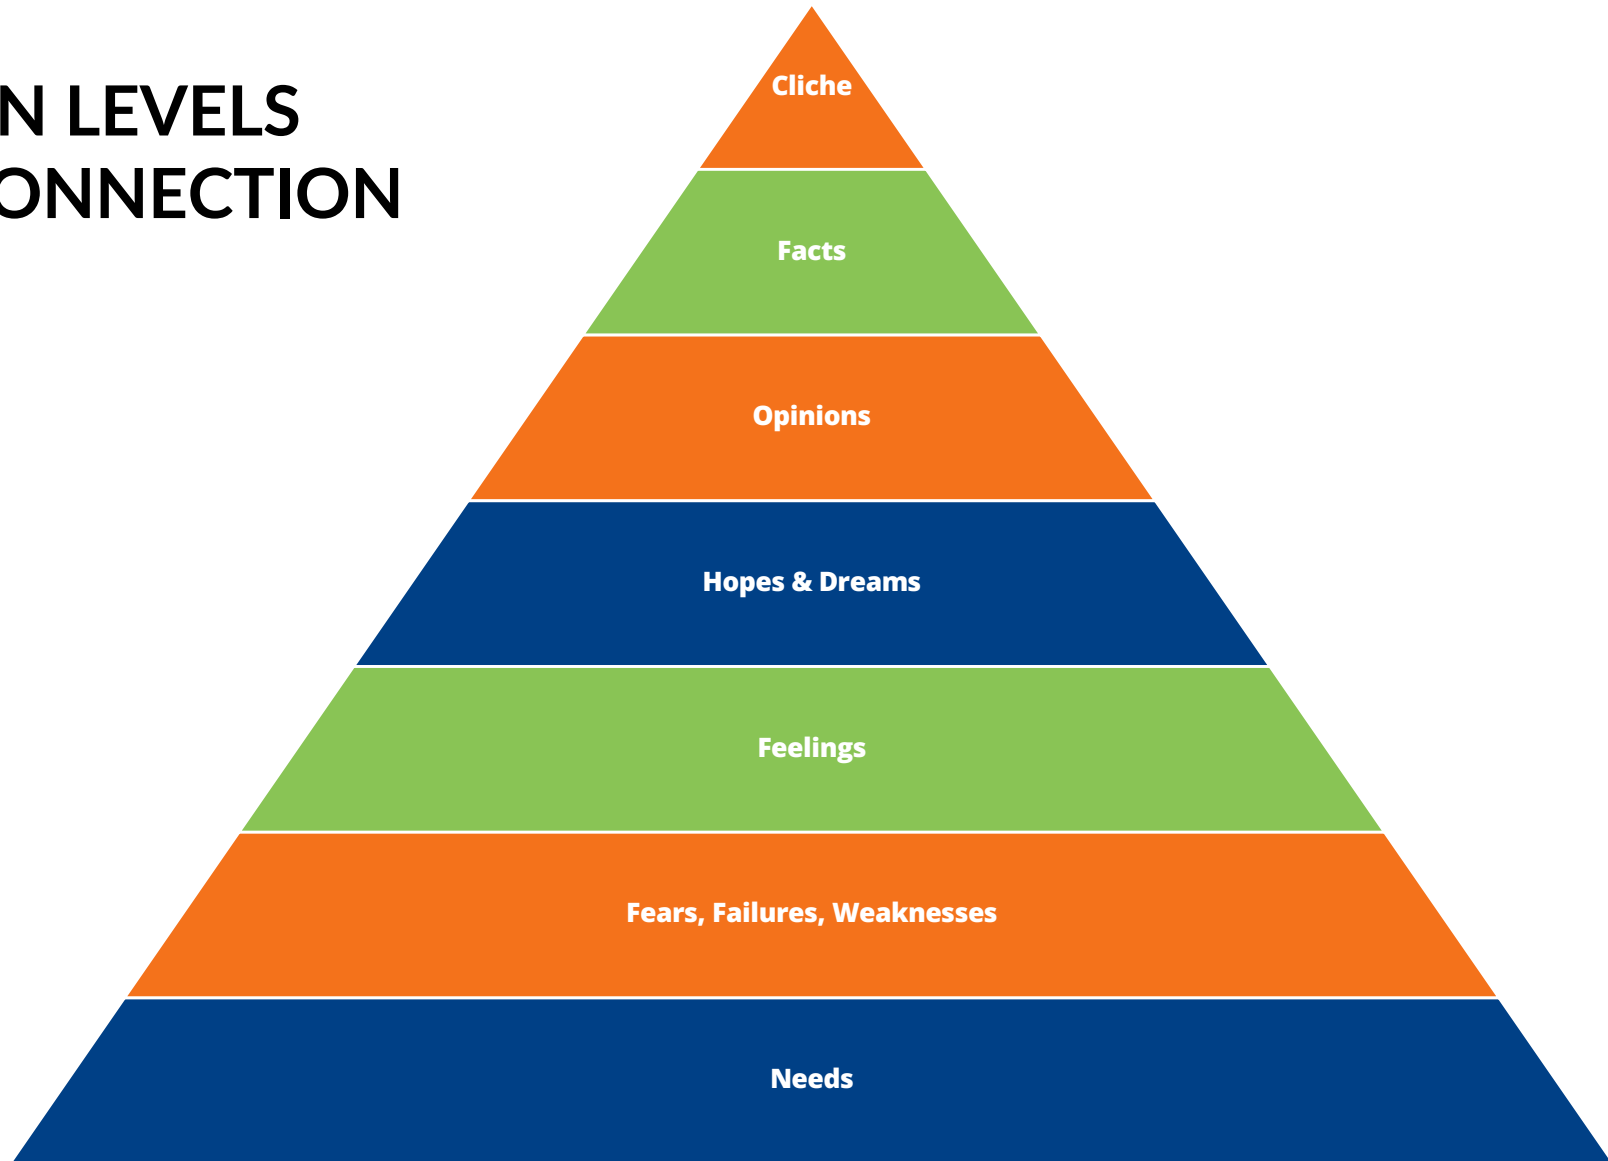 N LEVELS
ONNECTION
Cliche
Facts
Opinions
Hopes & Dreams
Feelings
Fears, Failures, Weaknesses
Needs